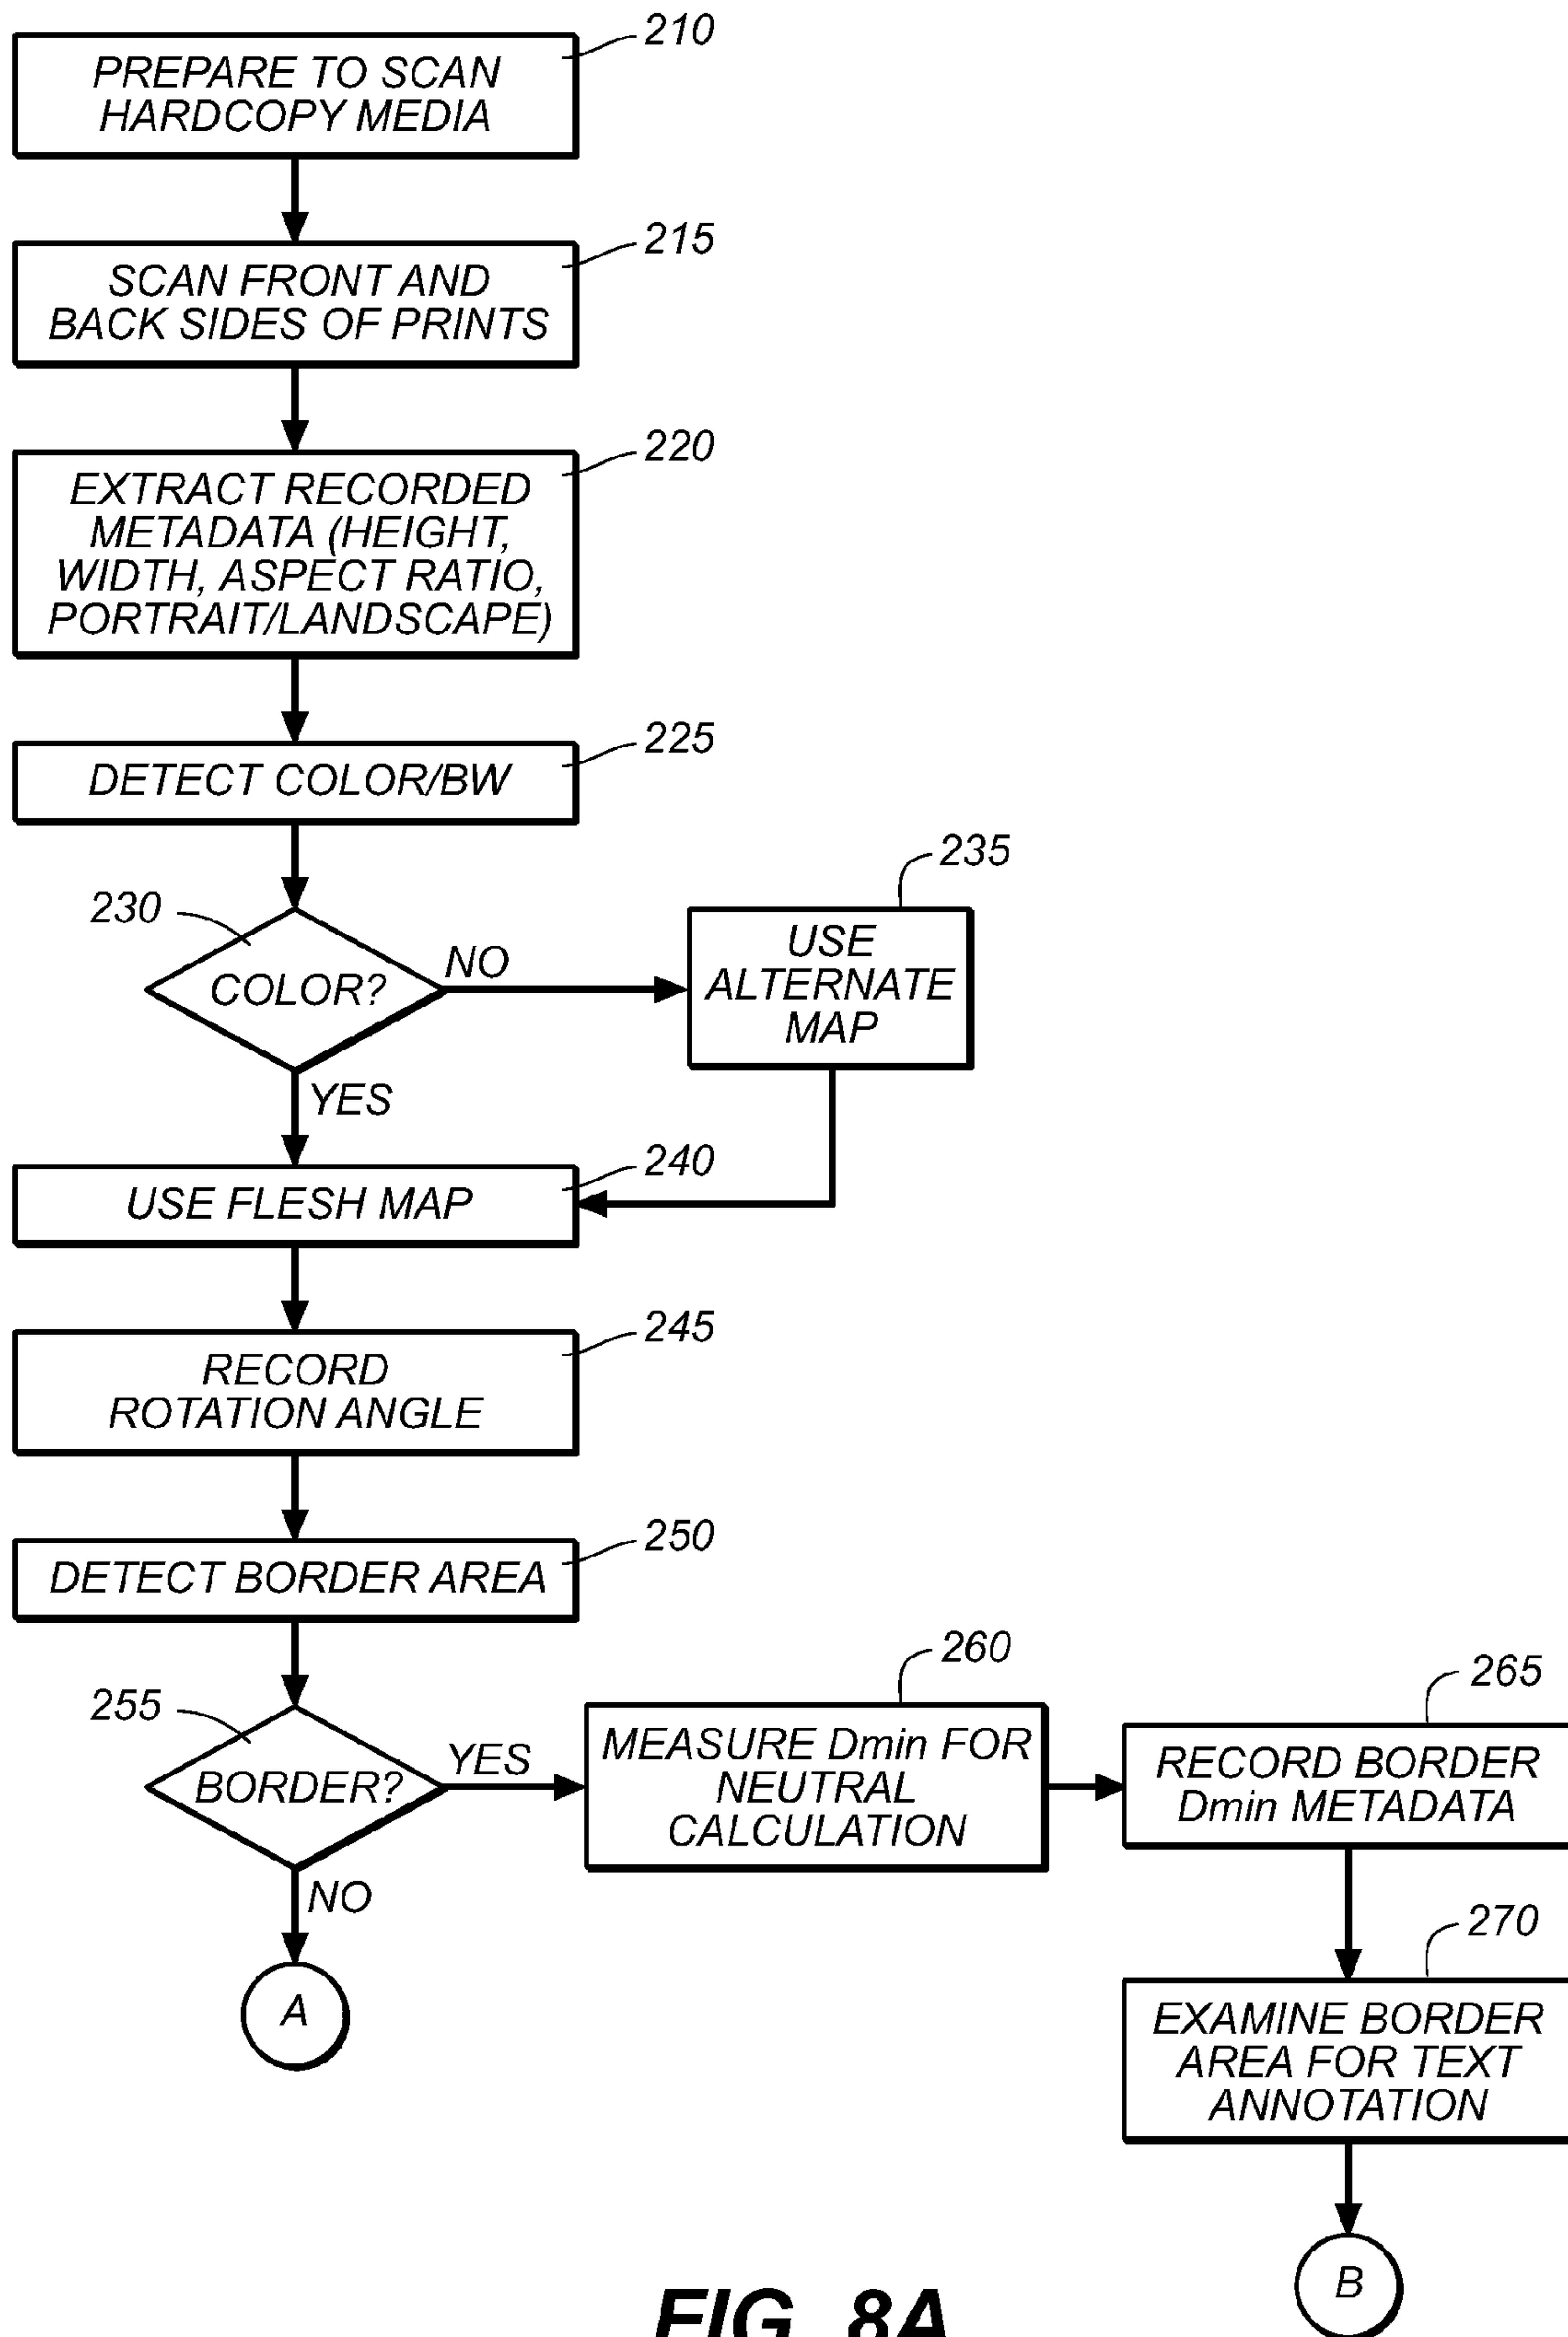 210
PREPARE TO SCAN
HARDCOPY MEDIA
215
SCAN FRONT AND
BACK SIDES OF PRINTS
220
EXTRACT RECORDED
METADATA (HEIGHT,
WIDTH, ASPECT RATIO,
PORTRAIT/LANDSCAPE)
225
DETECT COLOR/BW
230
COLOR?
NO
235
USE
ALTERNATE
MAP
YES
240
USE FLESH MAP
245
RECORD
ROTATION ANGLE
250
DETECT BORDER AREA
255
BORDER?
YES
260
MEASURE Dmin FOR
NEUTRAL
CALCULATION
265
RECORD BORDER
Dmin METADATA
NO
A
270
EXAMINE BORDER
AREA FOR TEXT
ANNOTATION
B
FIG. 8A